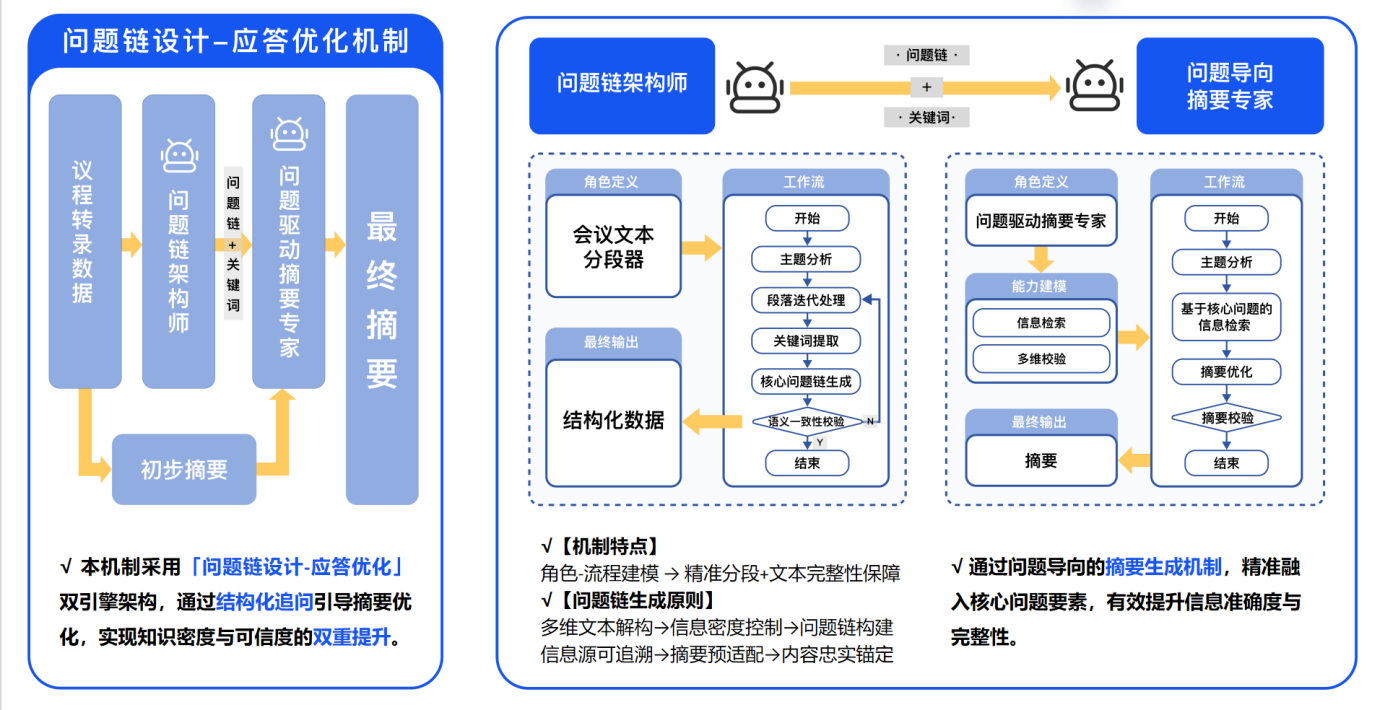 问题链设计-应答优化机制
议程转录数据
问题链架构师
问题链+关键词
问题驱动摘要专家
最终摘要
初步摘要
√ 本机制采用「问题链设计-应答优化」
双引擎架构，通过结构化追问引导摘要优
化，实现知识密度与可信度的双重提升。
问题链架构师
· 问题链 ·
+
· 关键词·
问题导向
摘要专家
角色定义
会议文本
分段器
最终输出
结构化数据
工作流
开始
主题分析
段落迭代处理
关键词提取
核心问题链生成
语义一致性校验
N
Y
结束
角色定义
问题驱动摘要专家
能力建模
信息检索
多维校验
最终输出
摘要
工作流
开始
主题分析
基于核心问题的
信息检索
摘要优化
摘要校验
结束
√【机制特点】
角色-流程建模 → 精准分段+文本完整性保障
√【问题链生成原则】
多维文本解构→信息密度控制→问题链构建
信息源可追溯→摘要预适配→内容忠实锚定
√ 通过问题导向的摘要生成机制，精准融
入核心问题要素，有效提升信息准确度与
完整性。